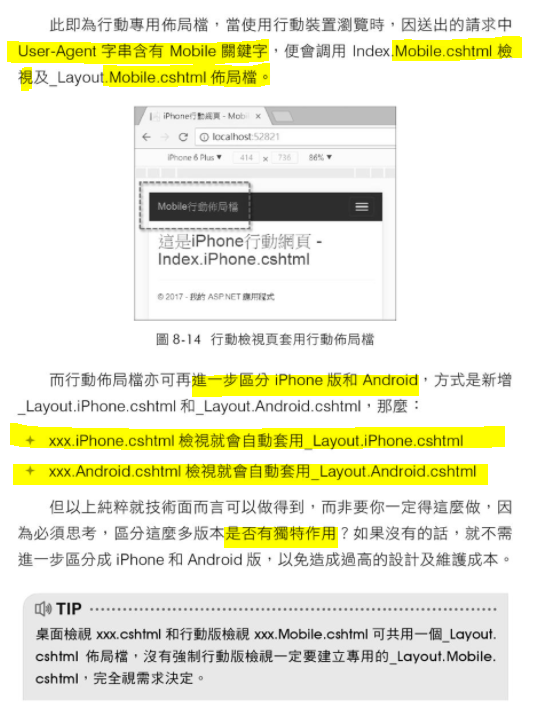 此即為行動專用佈局檔，當使用行動裝置瀏覽時，因送出的請求中
User-Agent 字串含有 Mobile 關鍵字，便會調用 Index.Mobile.cshtml 檢
視及_Layout.Mobile.cshtml 佈局檔。
iPhone行動網頁 - Mobil
localhost:52821
iPhone 6 Plus ▼ 414 x 736 86% ▼
Mobile行動佈局檔
這是iPhone行動網頁 -
Index.iPhone.cshtml
© 2017 - 我的 ASP.NET 應用程式
圖 8-14 行動檢視頁套用行動佈局檔
而行動佈局檔亦可再進一步區分 iPhone 版和 Android，方式是新增
_Layout.iPhone.cshtml 和_Layout.Android.cshtml，那麼：
+ xxx.iPhone.cshtml 檢視就會自動套用_Layout.iPhone.cshtml
+ xxx.Android.cshtml 檢視就會自動套用_Layout.Android.cshtml
但以上純粹就技術面而言可以做得到，而非要你一定得這麼做，因
為必須思考，區分這麼多版本是否有獨特作用？如果沒有的話，就不需
進一步區分成 iPhone 和 Android 版，以免造成過高的設計及維護成本。
TIP
桌面檢視 xxx.cshtml 和行動版檢視 xxx.Mobile.cshtml 可共用一個_Layout.
cshtml 佈局檔，沒有強制行動版檢視一定要建立專用的_Layout.Mobile.
cshtml，完全視需求決定。